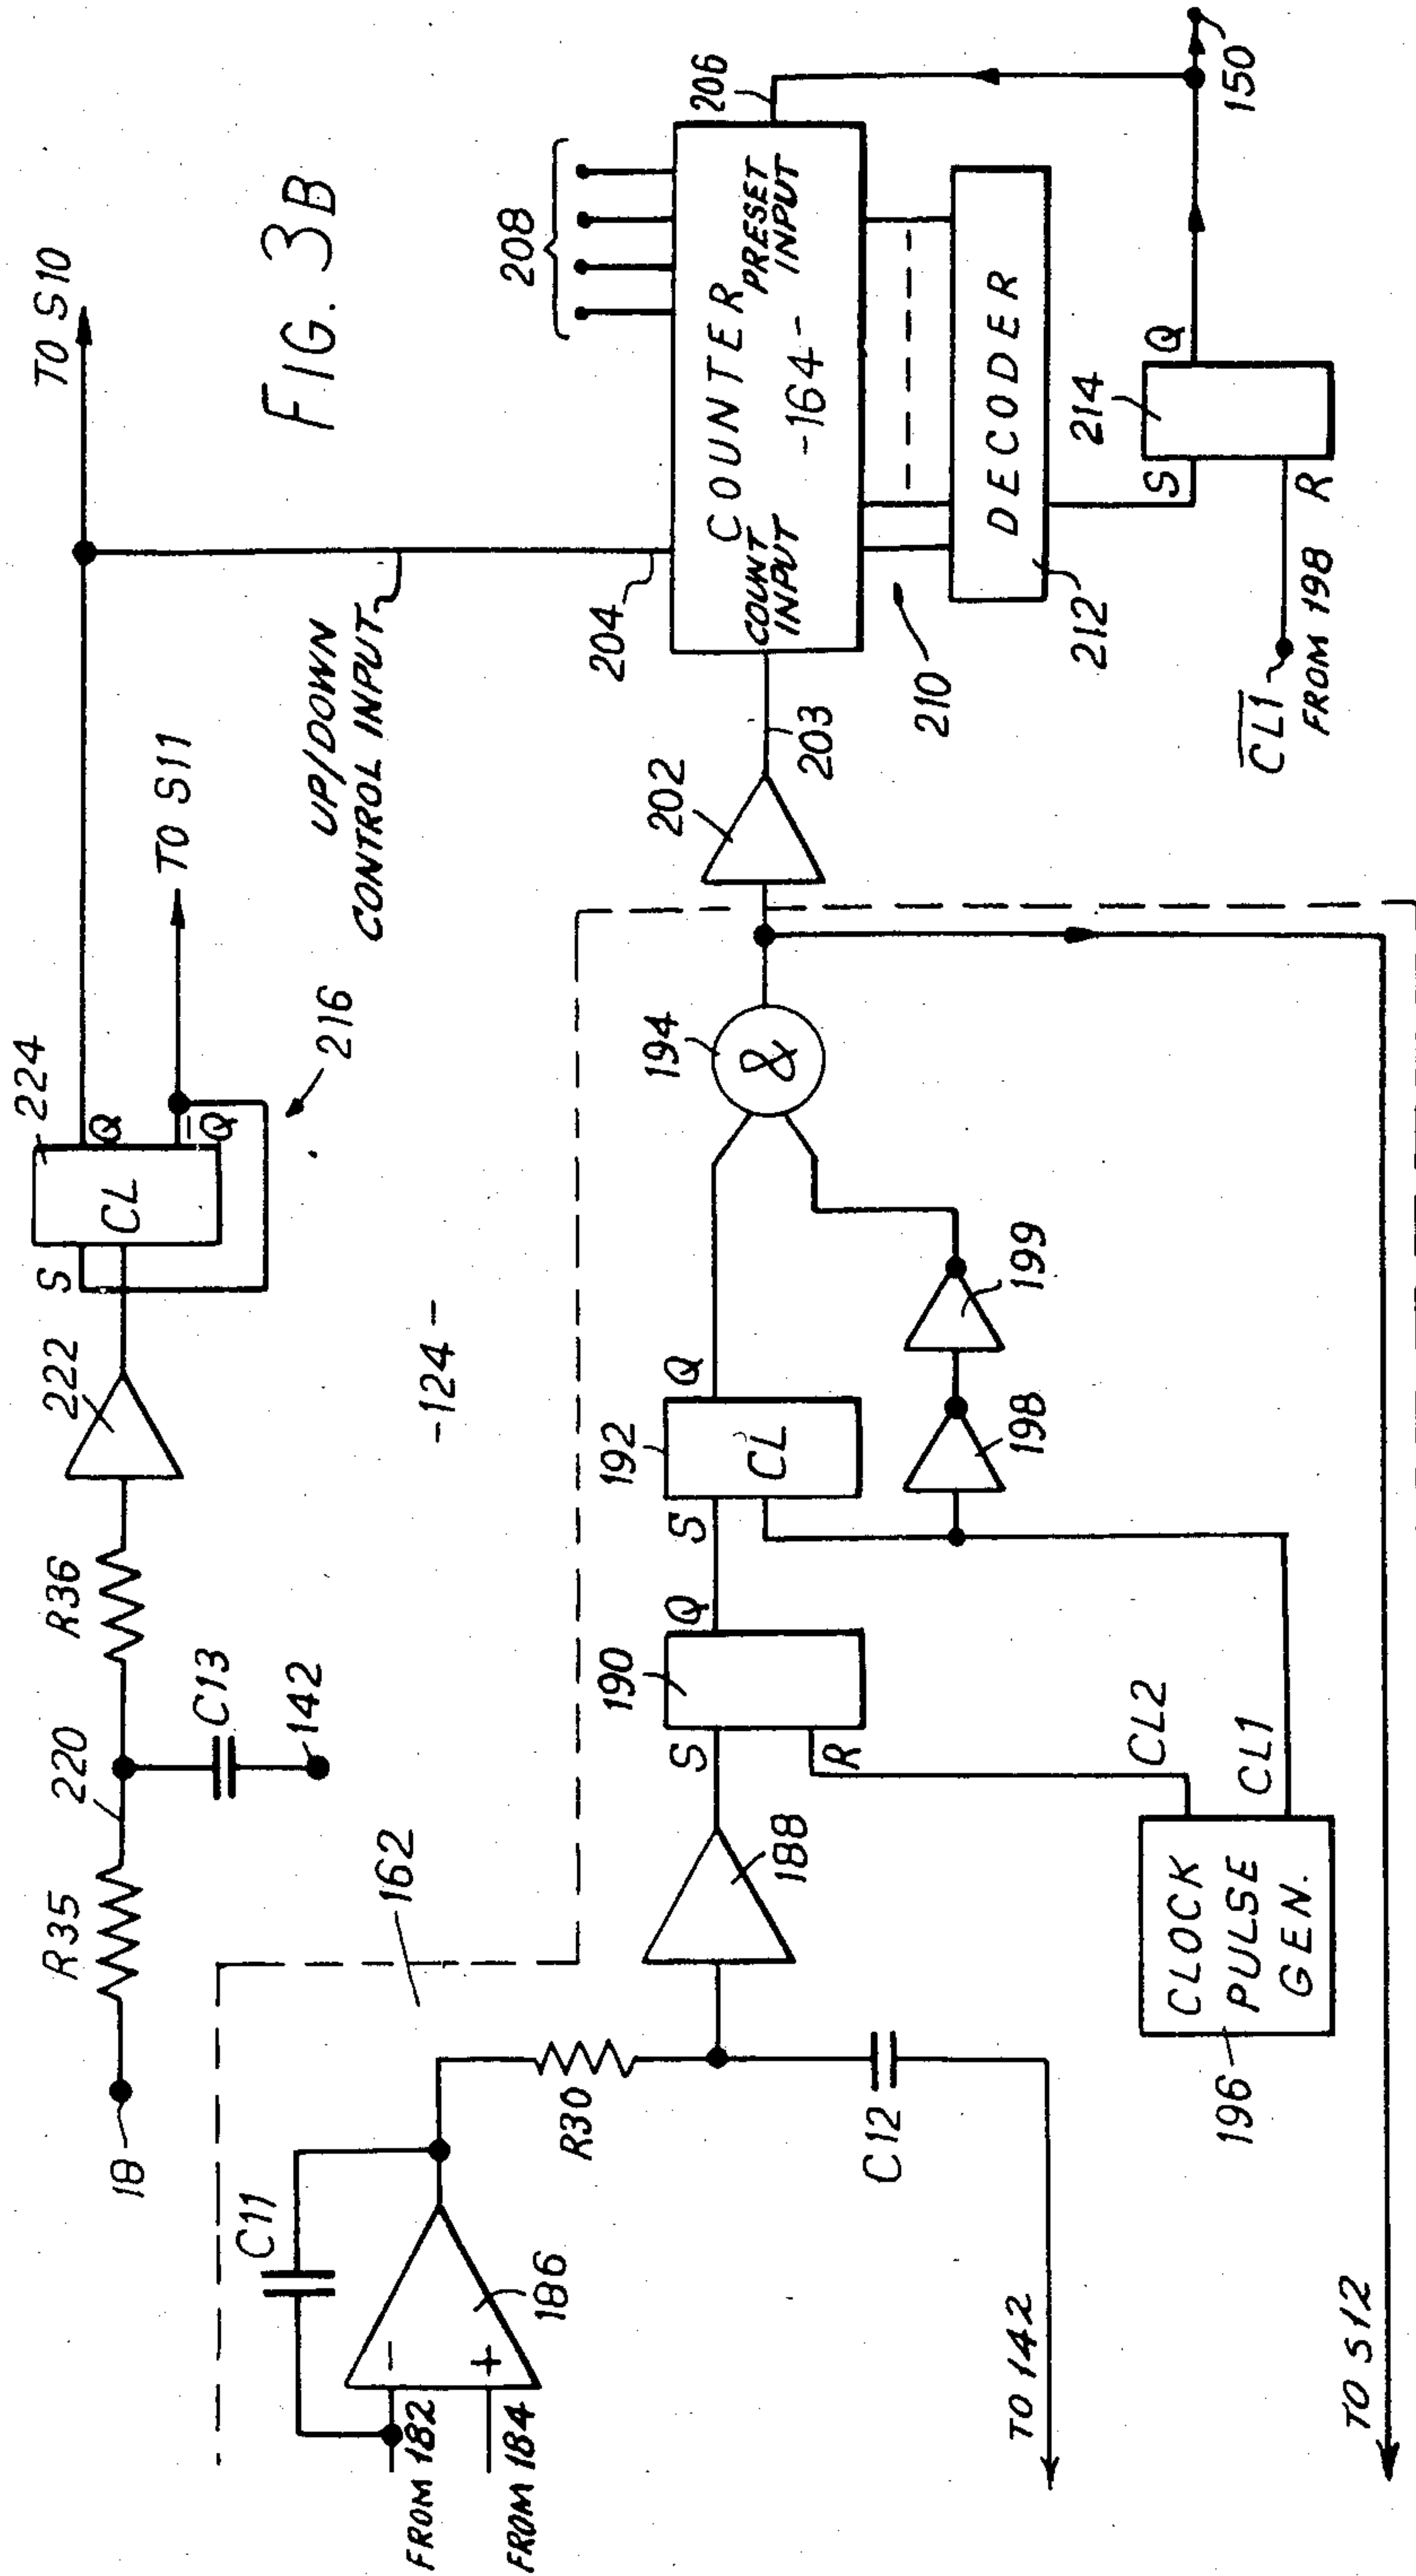 FIG. 3B
18
R35
220
C13
142
R36
222
S
CL
224
Q
Q̅
216
TO S11
TO S10
UP/DOWN
CONTROL INPUT
-124-
162
FROM 182
FROM 184
C11
-
+
186
R30
C12
TO 142
188
S
R
190
Q
S
CL
192
Q
198
199
194
&
CLOCK
PULSE
GEN.
196
CL2
CL1
TO S12
202
203
204
COUNT
INPUT
COUNTER
-164-
PRESET
INPUT
206
208
210
DECODER
212
S
R
214
Q
C̅L̅1̅
FROM 198
150